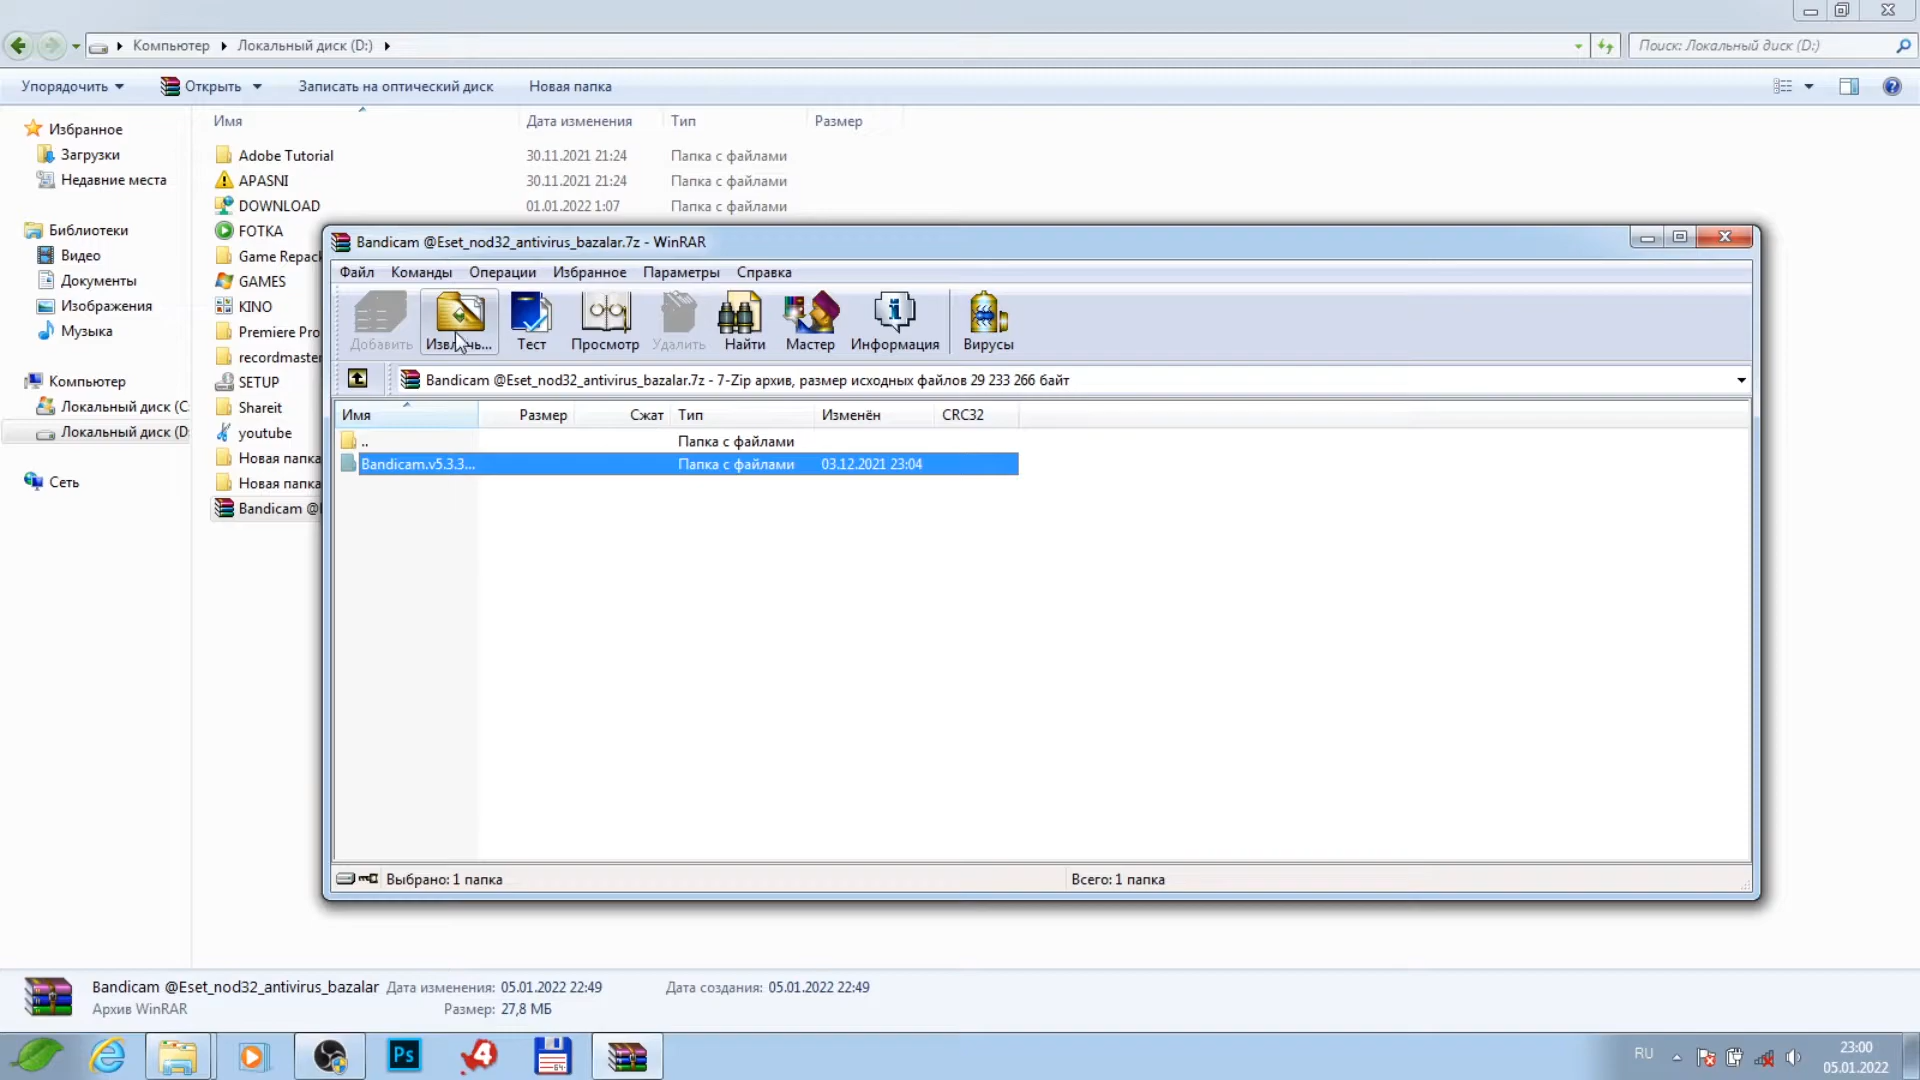 Компьютер Локальный диск (D:)
Поиск: Локальный диск (D:)
Упорядочить Открыть Записать на оптический диск Новая папка
Имя Дата изменения Тип Размер
Избранное
Загрузки
Недавние места
Библиотеки
Видео
Документы
Изображения
Музыка
Компьютер
Локальный диск (C:
Локальный диск (D:
Сеть
Adobe Tutorial 30.11.2021 21:24 Папка с файлами
APASNI 30.11.2021 21:24 Папка с файлами
DOWNLOAD 01.01.2022 1:07 Папка с файлами
FOTKA
Game Repack
GAMES
KINO
Premiere Pro
recordmaster
SETUP
Shareit
youtube
Новая папка
Новая папка
Bandicam @
Bandicam @Eset_nod32_antivirus_bazalar.7z - WinRAR
Файл Команды Операции Избранное Параметры Справка
Добавить Извлечь... Тест Просмотр Удалить Найти Мастер Информация Вирусы
Bandicam @Eset_nod32_antivirus_bazalar.7z - 7-Zip архив, размер исходных файлов 29 233 266 байт
Имя Размер Сжат Тип Изменён CRC32
.. Папка с файлами
Bandicam.v5.3.3... Папка с файлами 03.12.2021 23:04
Выбрано: 1 папка Всего: 1 папка
Bandicam @Eset_nod32_antivirus_bazalar Дата изменения: 05.01.2022 22:49 Дата создания: 05.01.2022 22:49
Архив WinRAR Размер: 27,8 МБ
Ps
4
64
RU
23:00
05.01.2022